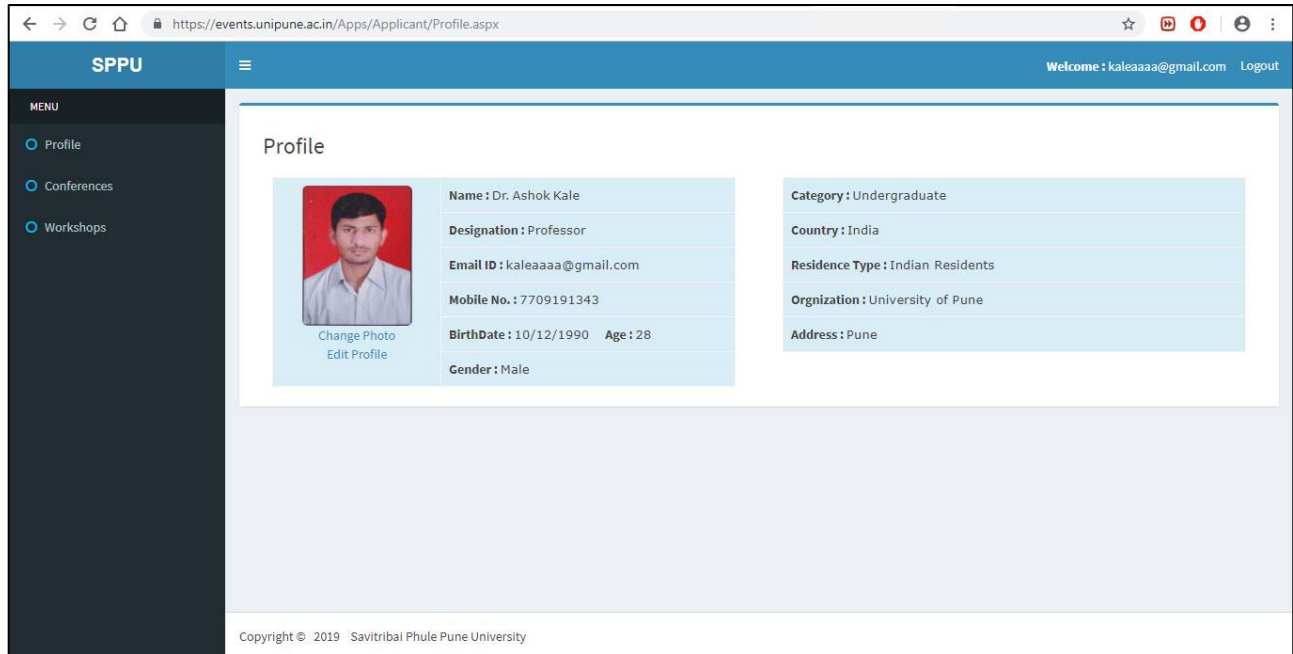 https://events.unipune.ac.in/Apps/Applicant/Profile.aspx
SPPU
Welcome : kaleaaaa@gmail.com Logout
MENU
Profile
Conferences
Workshops
Profile
Change Photo
Edit Profile
Name : Dr. Ashok Kale
Designation : Professor
Email ID : kaleaaaa@gmail.com
Mobile No. : 7709191343
BirthDate : 10/12/1990 Age : 28
Gender : Male
Category : Undergraduate
Country : India
Residence Type : Indian Residents
Orgnization : University of Pune
Address : Pune
Copyright © 2019 Savitribai Phule Pune University